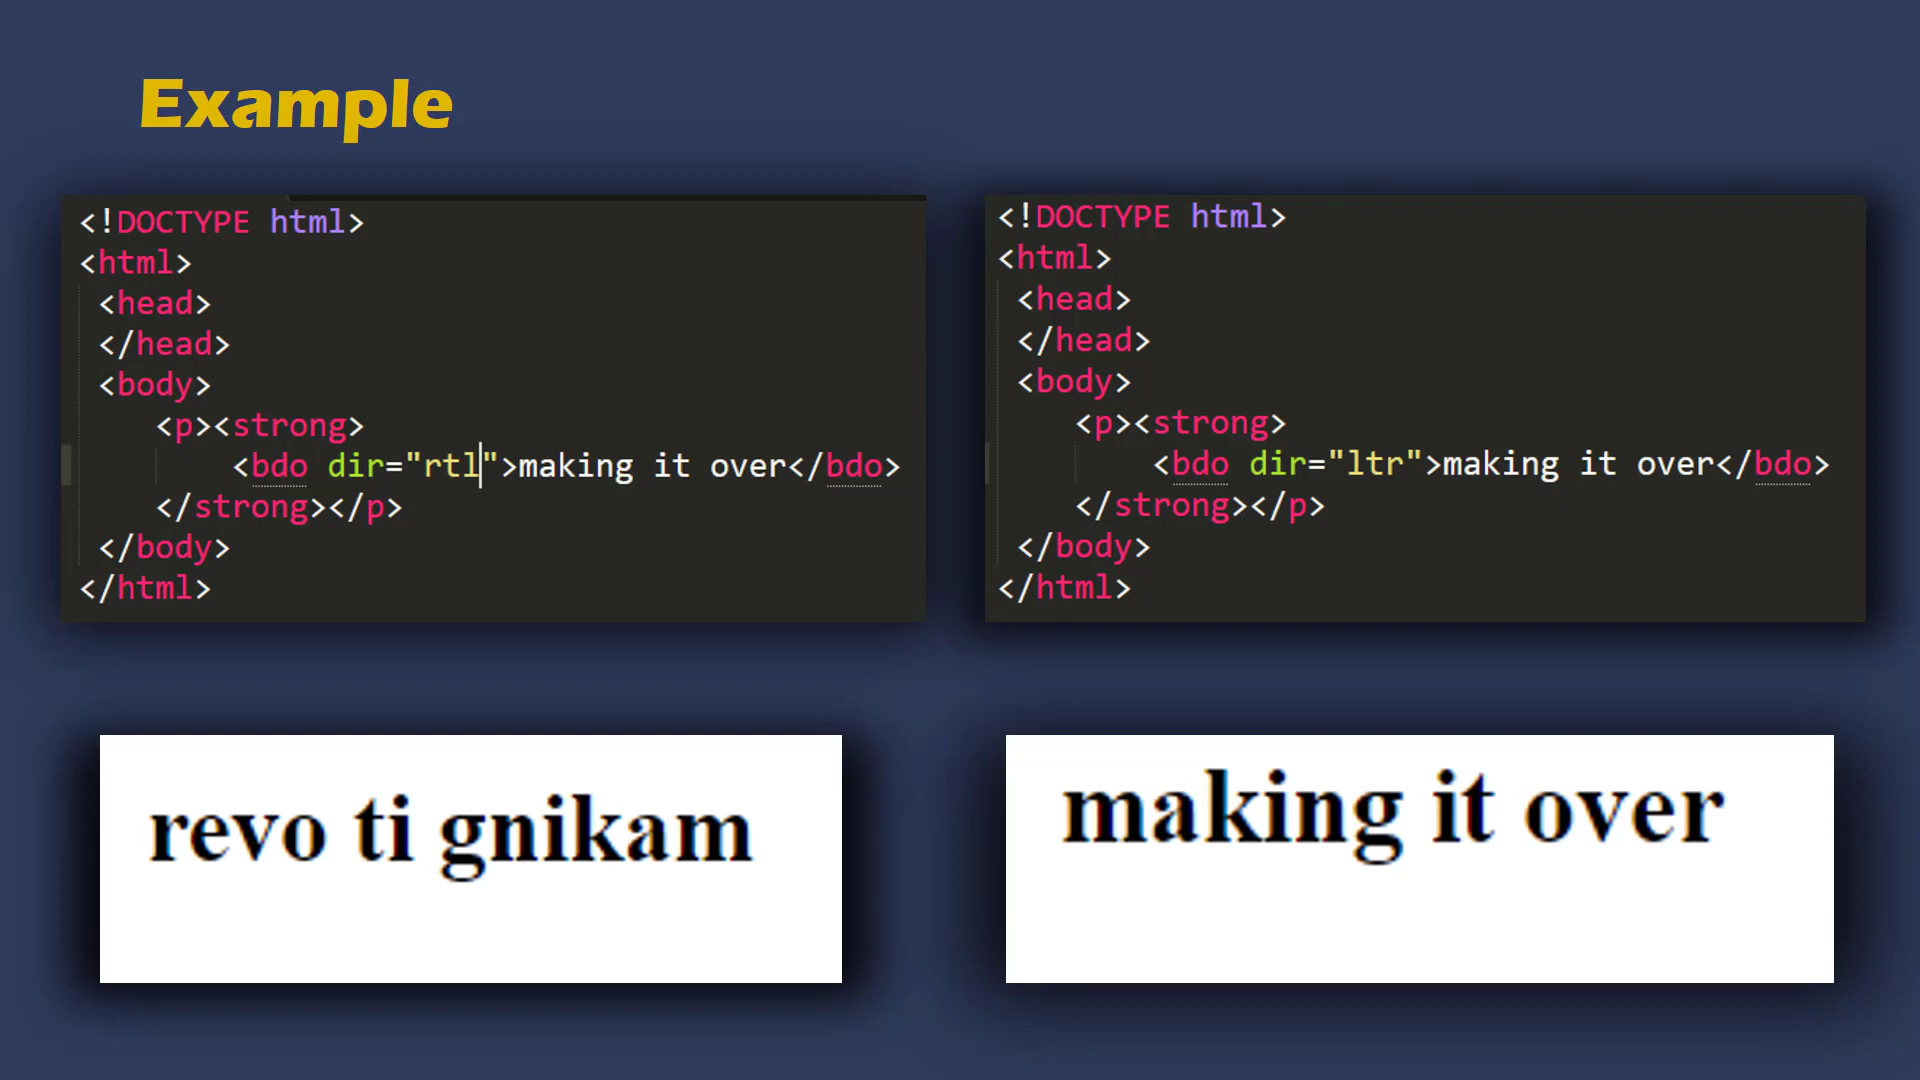 Example
<!DOCTYPE html>
<html>
<head>
</head>
<body>
<p><strong>
<bdo dir="rtl">making it over</bdo>
</strong></p>
</body>
</html>
<!DOCTYPE html>
<html>
<head>
</head>
<body>
<p><strong>
<bdo dir="ltr">making it over</bdo>
</strong></p>
</body>
</html>
revo ti gnikam
making it over